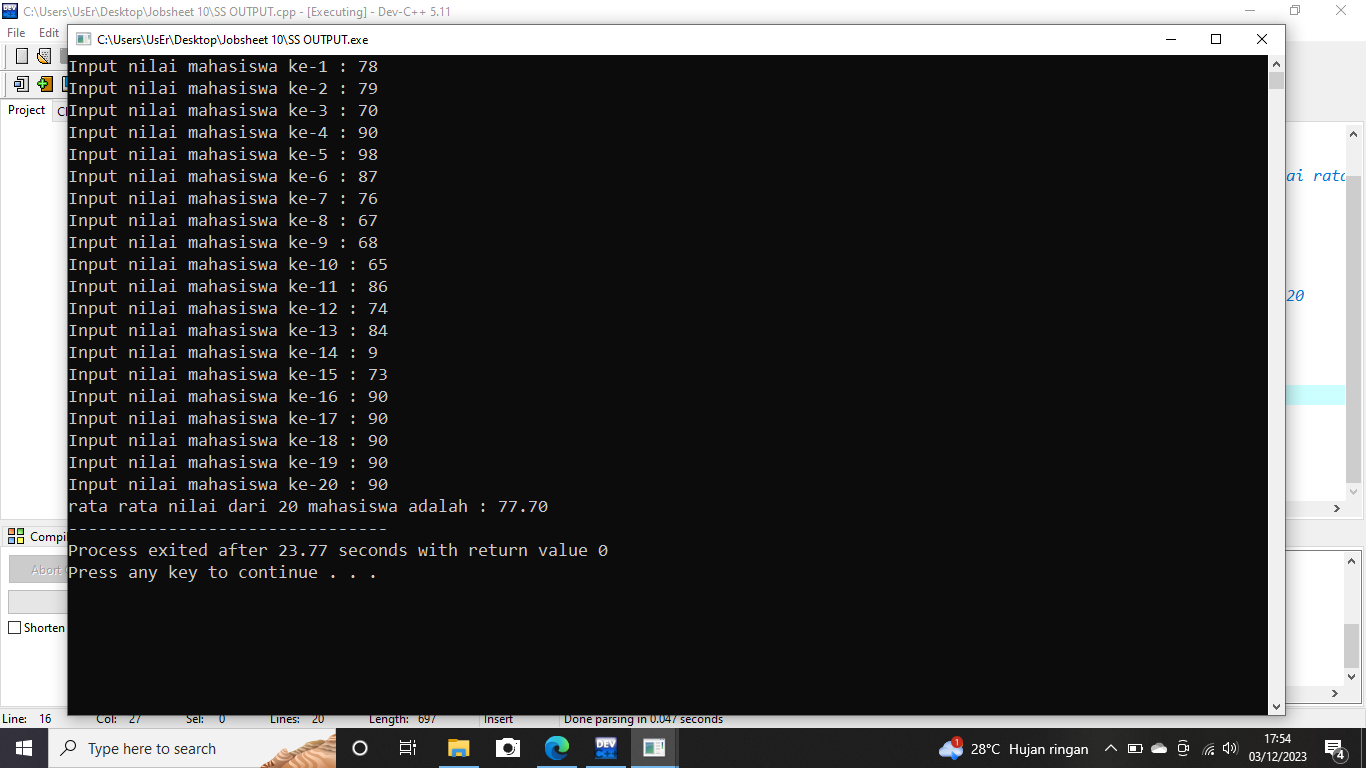 C:\Users\UsEr\Desktop\Jobsheet 10\SS OUTPUT.cpp - [Executing] - Dev-C++ 5.11
File Edit
C:\Users\UsEr\Desktop\Jobsheet 10\SS OUTPUT.exe
Project
Input nilai mahasiswa ke-1 : 78
Input nilai mahasiswa ke-2 : 79
Input nilai mahasiswa ke-3 : 70
Input nilai mahasiswa ke-4 : 90
Input nilai mahasiswa ke-5 : 98
Input nilai mahasiswa ke-6 : 87
Input nilai mahasiswa ke-7 : 76
Input nilai mahasiswa ke-8 : 67
Input nilai mahasiswa ke-9 : 68
Input nilai mahasiswa ke-10 : 65
Input nilai mahasiswa ke-11 : 86
Input nilai mahasiswa ke-12 : 74
Input nilai mahasiswa ke-13 : 84
Input nilai mahasiswa ke-14 : 9
Input nilai mahasiswa ke-15 : 73
Input nilai mahasiswa ke-16 : 90
Input nilai mahasiswa ke-17 : 90
Input nilai mahasiswa ke-18 : 90
Input nilai mahasiswa ke-19 : 90
Input nilai mahasiswa ke-20 : 90
rata rata nilai dari 20 mahasiswa adalah : 77.70
--------------------------------
Process exited after 23.77 seconds with return value 0
Press any key to continue . . .
ai rata
20
Compi
Abort
Shorten
Line: 16 Col: 27 Sel: 0 Lines: 20 Length: 697 Insert Done parsing in 0.047 seconds
Type here to search
DEV
1
28°C Hujan ringan
17:54
03/12/2023
4